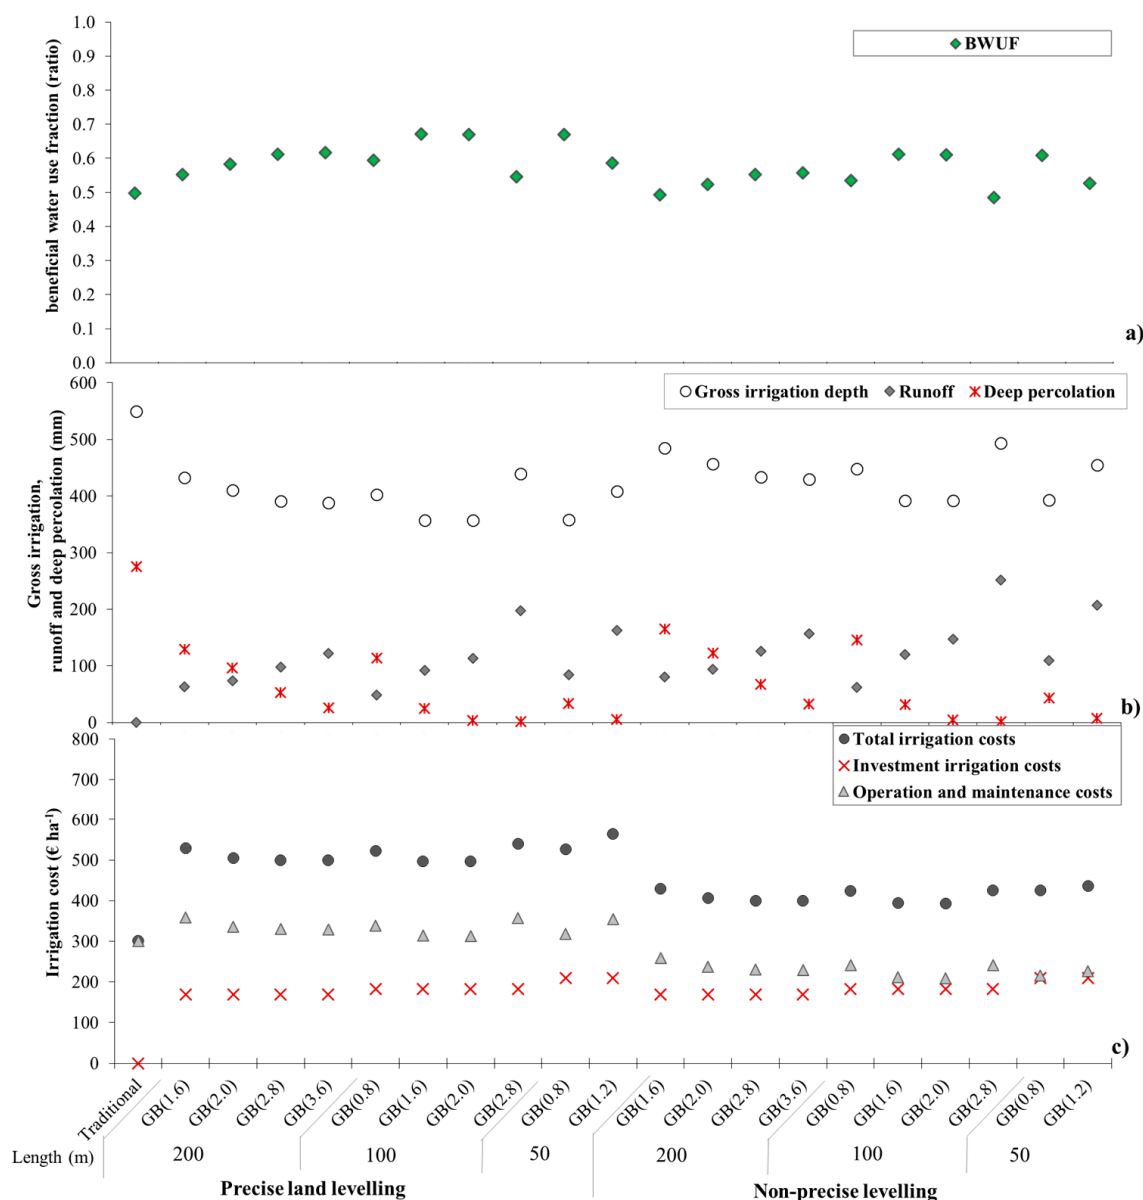 1.0
0.9
0.8
0.7
0.6
0.5
0.4
0.3
0.2
0.1
0.0
beneficial water use fraction (ratio)
BWUF
a)
600
500
400
300
200
100
0
Gross irrigation,
runoff and deep percolation (mm)
Gross irrigation depth Runoff Deep percolation
b)
800
700
600
500
400
300
200
100
0
Irrigation cost (€ ha-1)
Total irrigation costs
Investment irrigation costs
Operation and maintenance costs
c)
Traditional GB(1.6) GB(2.0) GB(2.8) GB(3.6) GB(0.8) GB(1.6) GB(2.0) GB(2.8) GB(0.8) GB(1.2) GB(1.6) GB(2.0) GB(2.8) GB(3.6) GB(0.8) GB(1.6) GB(2.0) GB(2.8) GB(0.8) GB(1.2)
Length (m) 200 100 50 200 100 50
Precise land levelling Non-precise levelling